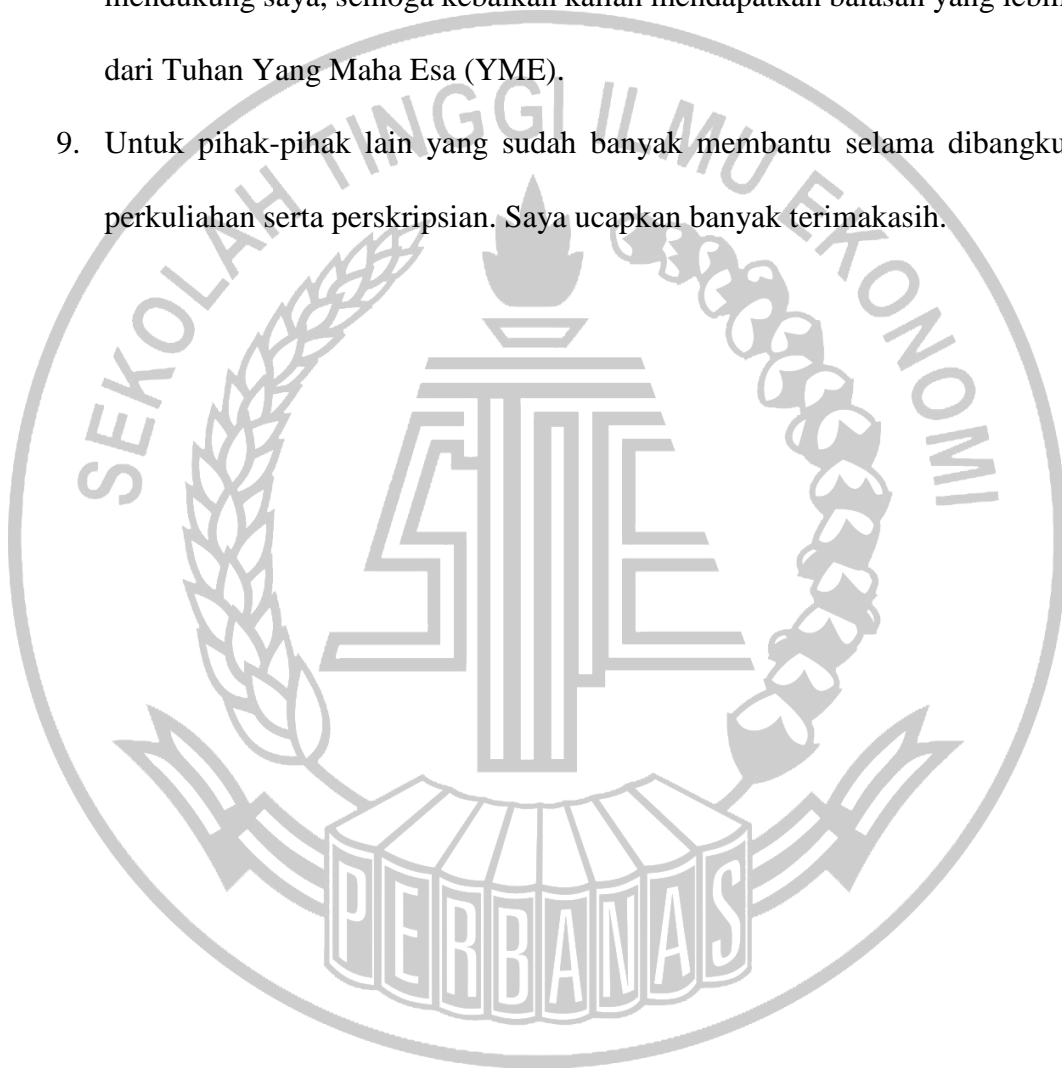 mendukung saya, semoga kebaikan kalian mendapatkan balasan yang lebih
dari Tuhan Yang Maha Esa (YME).
9. Untuk pihak-pihak lain yang sudah banyak membantu selama dibangku
perkuliahan serta perskripsian. Saya ucapkan banyak terimakasih.
SEKOLAH TINGGI ILMU EKONOMI
STIE
PERBANAS